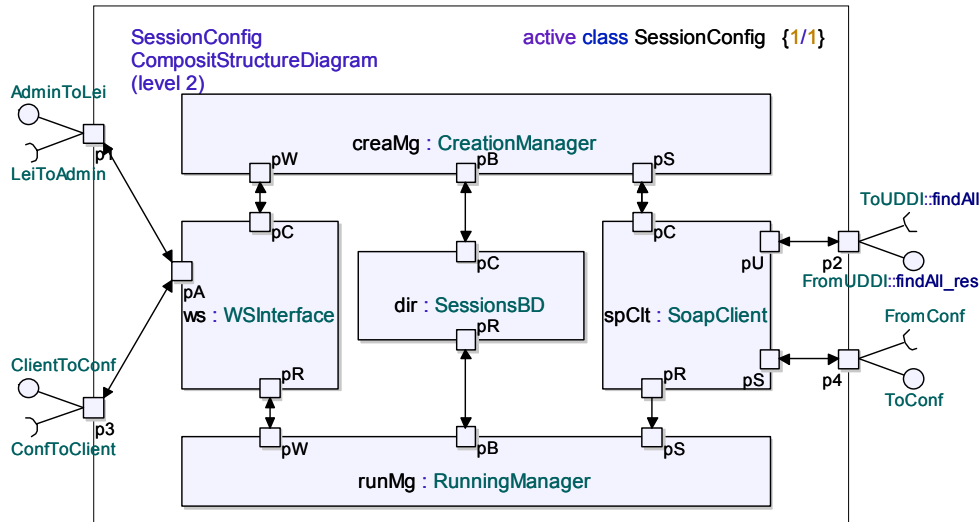 SessionConfig
CompositStructureDiagram
(level 2)
active class SessionConfig {1/1}
AdminToLei
p1
LeiToAdmin
creaMg : CreationManager
pW
pB
pS
pC
pC
pC
ToUDDI::findAll
pU
p2
FromUDDI::findAll_res
pA
ws : WSInterface
dir : SessionsBD
spClt : SoapClient
pR
FromConf
ClientToConf
pR
pR
pS
p4
ToConf
p3
ConfToClient
pW
pB
pS
runMg : RunningManager